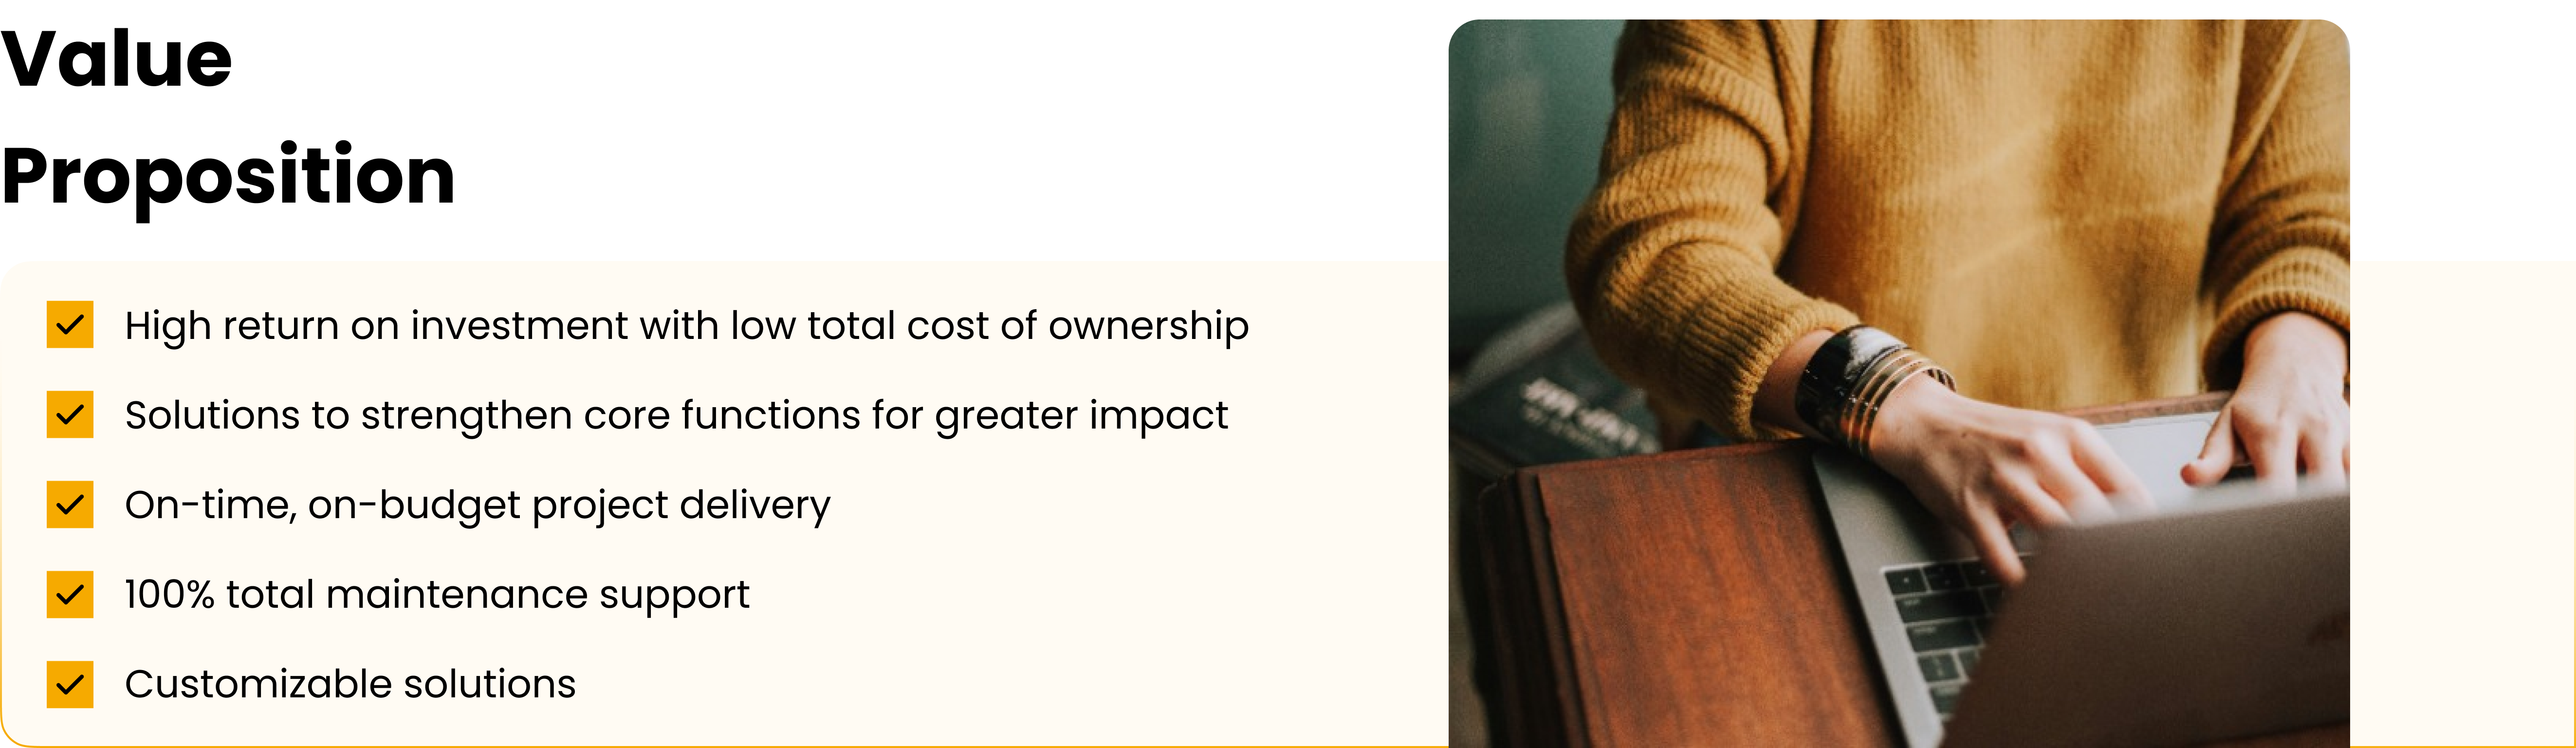 Value
Proposition
High return on investment with low total cost of ownership
Solutions to strengthen core functions for greater impact
On-time, on-budget project delivery
100% total maintenance support
Customizable solutions